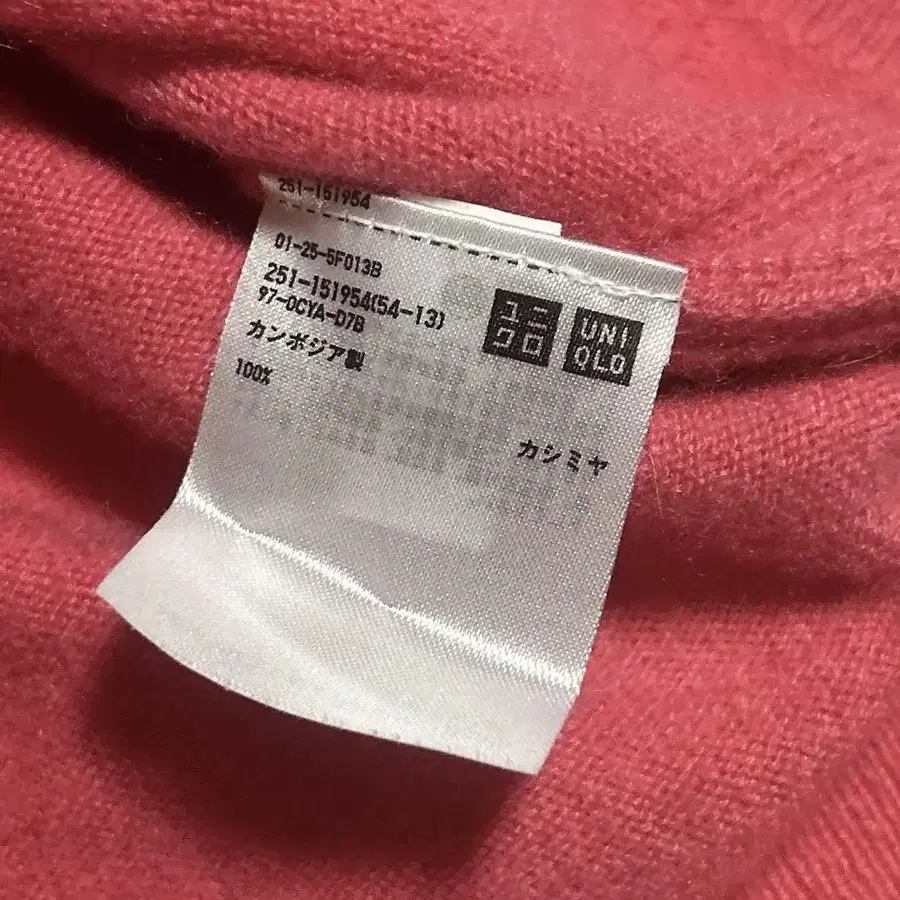 251-151954
01-25-5F013B
251-151954(54-13)
97-0CYA-D7B
カンボジア製
100%
カシミヤ
ユニ
クロ
UNI
QLO